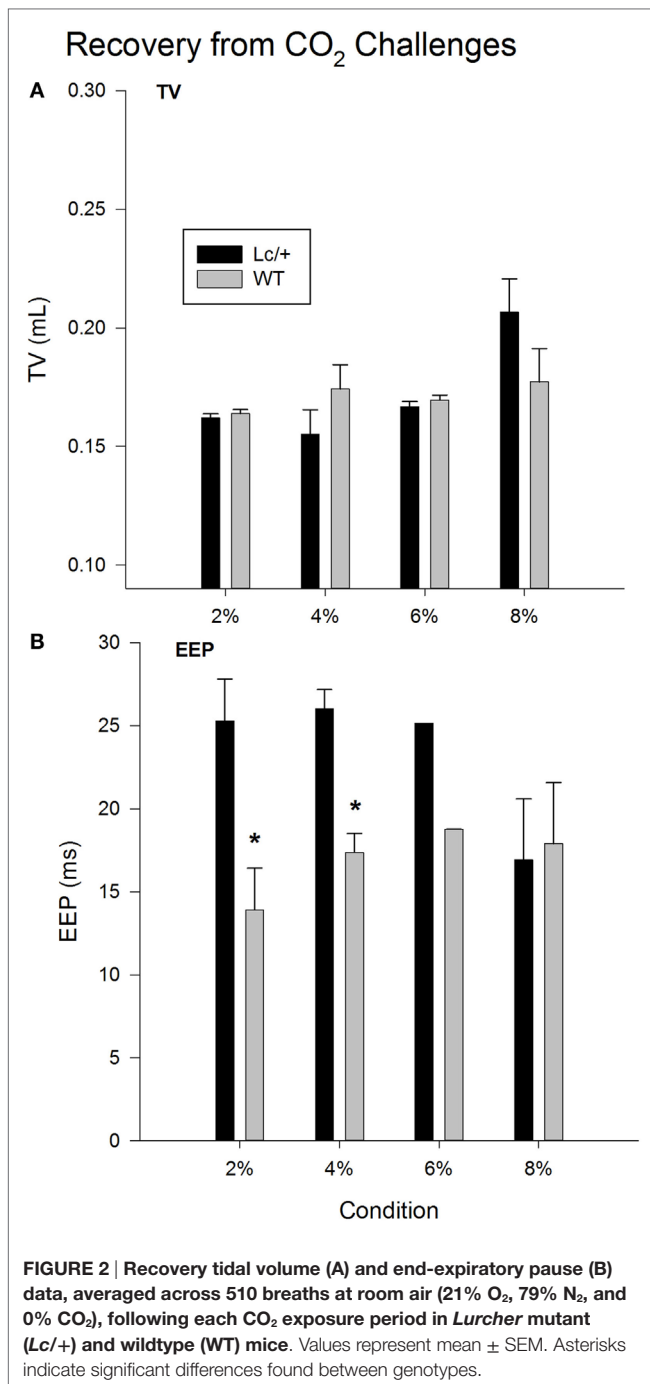 Recovery from CO₂ Challenges
A TV
0.30
0.25
0.20
0.15
0.10
TV (mL)
Lc/+
WT
2% 4% 6% 8%
B EEP
30
25
20
15
10
5
0
EEP (ms)
*
*
2% 4% 6% 8%
Condition
FIGURE 2 | Recovery tidal volume (A) and end-expiratory pause (B)
data, averaged across 510 breaths at room air (21% O₂, 79% N₂, and
0% CO₂), following each CO₂ exposure period in Lurcher mutant
(Lc/+) and wildtype (WT) mice. Values represent mean ± SEM. Asterisks
indicate significant differences found between genotypes.